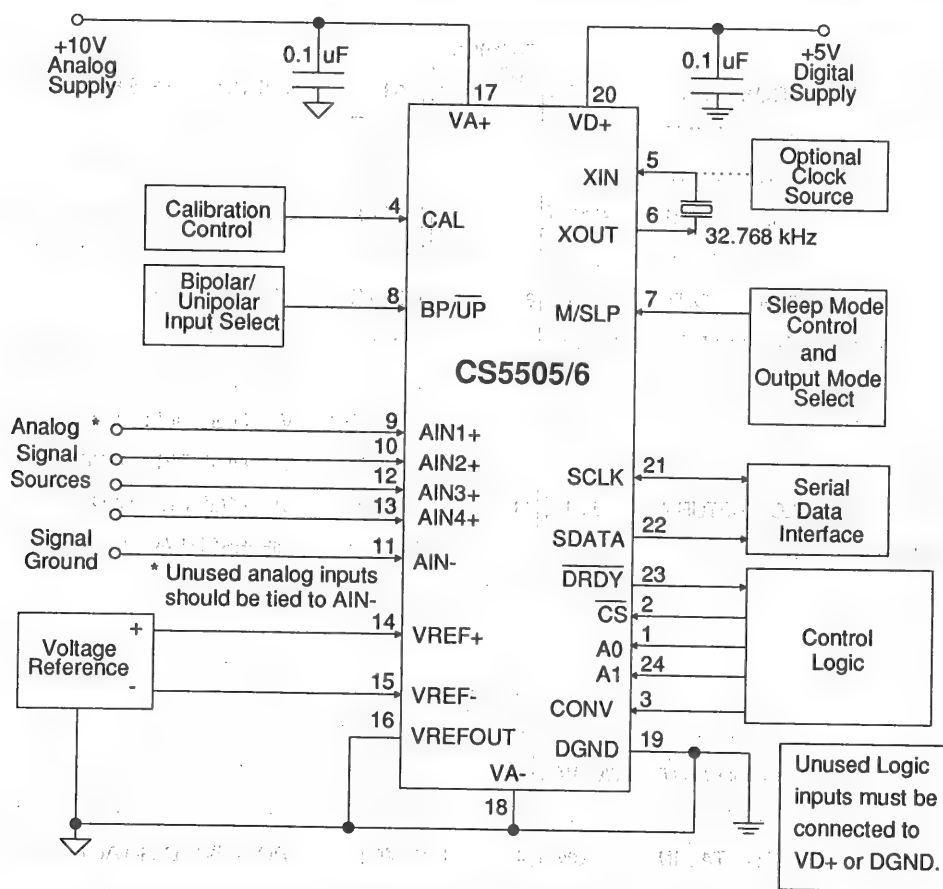 +10V
Analog
Supply
0.1 uF
17
VA+
20
VD+
0.1 uF
+5V
Digital
Supply
5
XIN
Optional
Clock
Source
6
XOUT
32.768 kHz
Calibration
Control
4
CAL
Bipolar/
Unipolar
Input Select
8
BP/UP
7
M/SLP
Sleep Mode
Control
and
Output Mode
Select
CS5505/6
Analog *
Signal
Sources
9
AIN1+
10
AIN2+
12
AIN3+
13
AIN4+
Signal
Ground
11
AIN-
* Unused analog inputs
should be tied to AIN-
21
SCLK
22
SDATA
Serial
Data
Interface
DRDY
23
CS
2
A0
1
A1
24
CONV
3
Control
Logic
Voltage
Reference
+
-
14
VREF+
15
VREF-
16
VREFOUT
DGND
19
VA-
18
Unused Logic
inputs must be
connected to
VD+ or DGND.